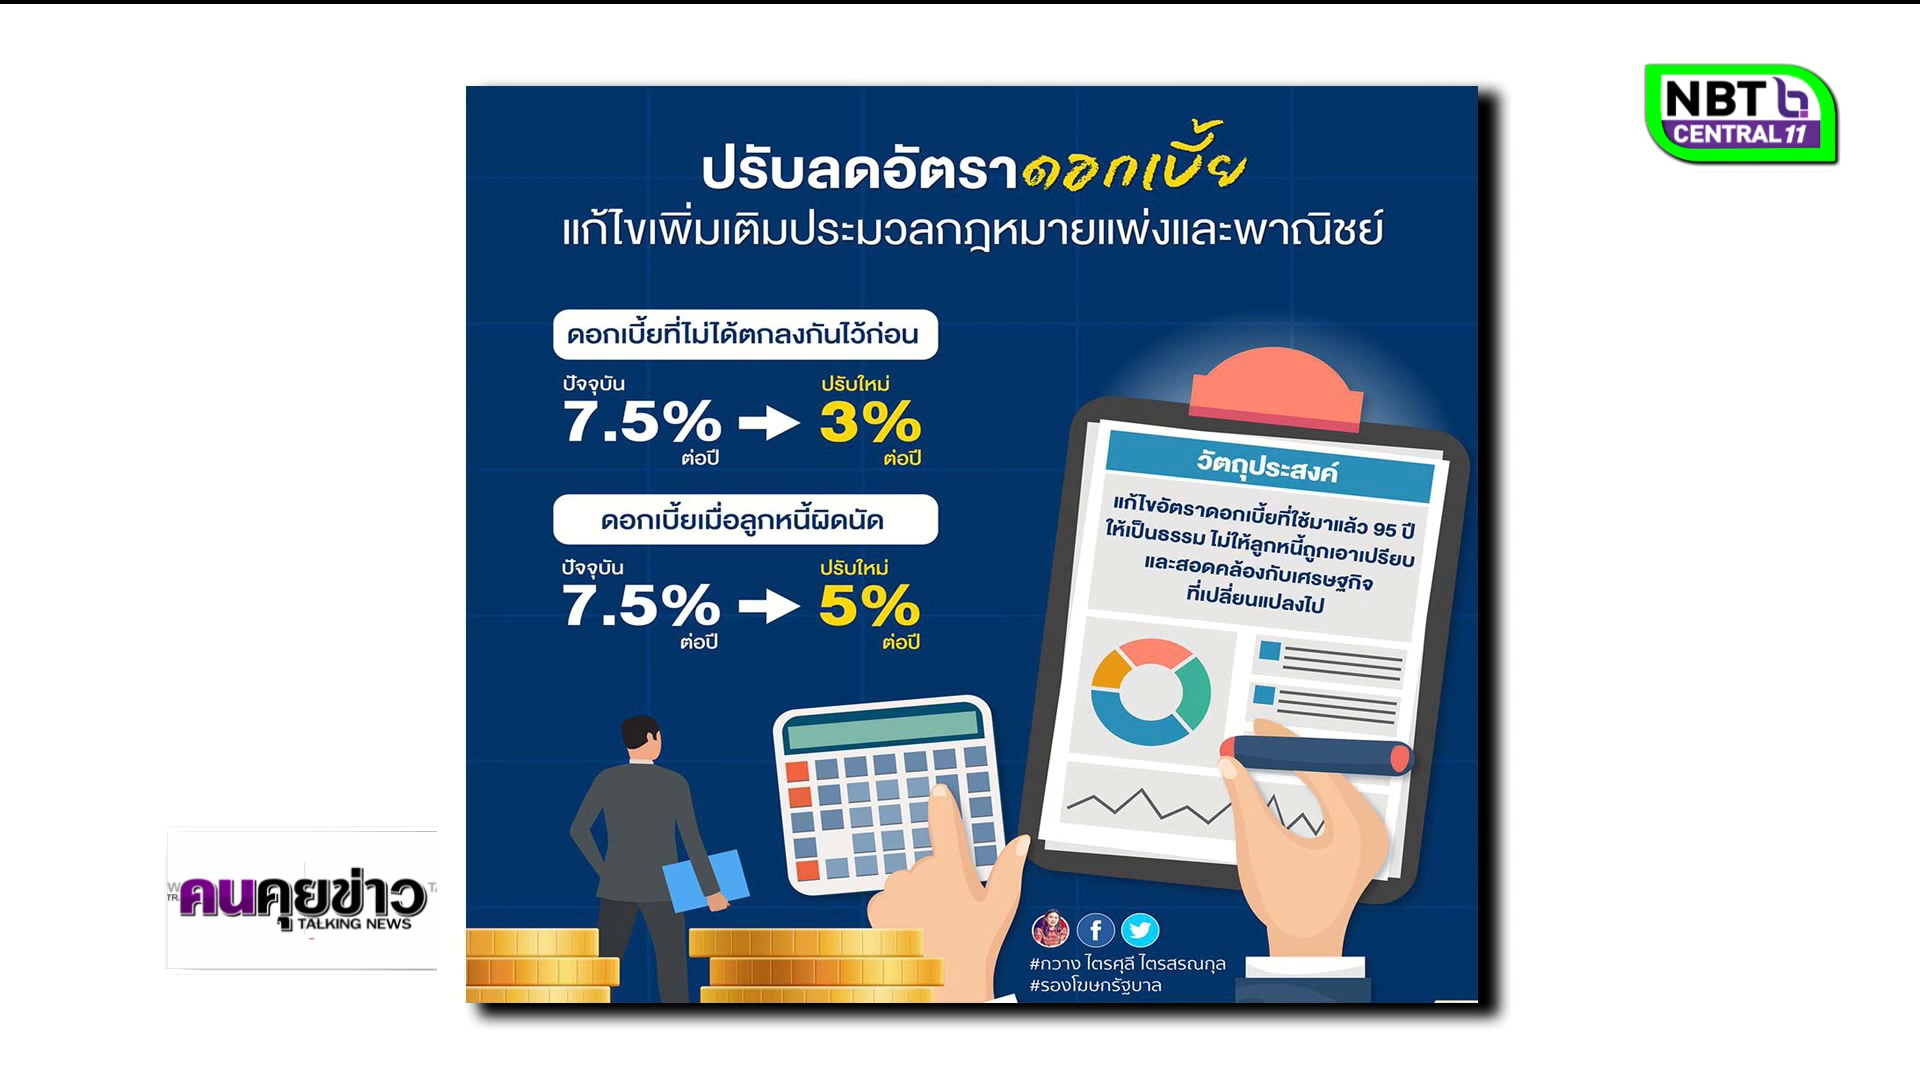 NBT
CENTRAL 11
ปรับลดอัตราดอกเบี้ย
แก้ไขเพิ่มเติมประมวลกฎหมายแพ่งและพาณิชย์
ดอกเบี้ยที่ไม่ได้ตกลงกันไว้ก่อน
ปัจจุบัน ปรับใหม่
7.5% 3%
ต่อปี ต่อปี
ดอกเบี้ยเมื่อลูกหนี้ผิดนัด
ปัจจุบัน ปรับใหม่
7.5% 5%
ต่อปี ต่อปี
วัตถุประสงค์
แก้ไขอัตราดอกเบี้ยที่ใช้มาแล้ว 95 ปี
ให้เป็นธรรม ไม่ให้ลูกหนี้ถูกเอาเปรียบ
และสอดคล้องกับเศรษฐกิจ
ที่เปลี่ยนแปลงไป
คนคุยข่าว
TALKING NEWS
#กวาง ไตรศุลี ไตรสรณกุล
#รองโฆษกรัฐบาล